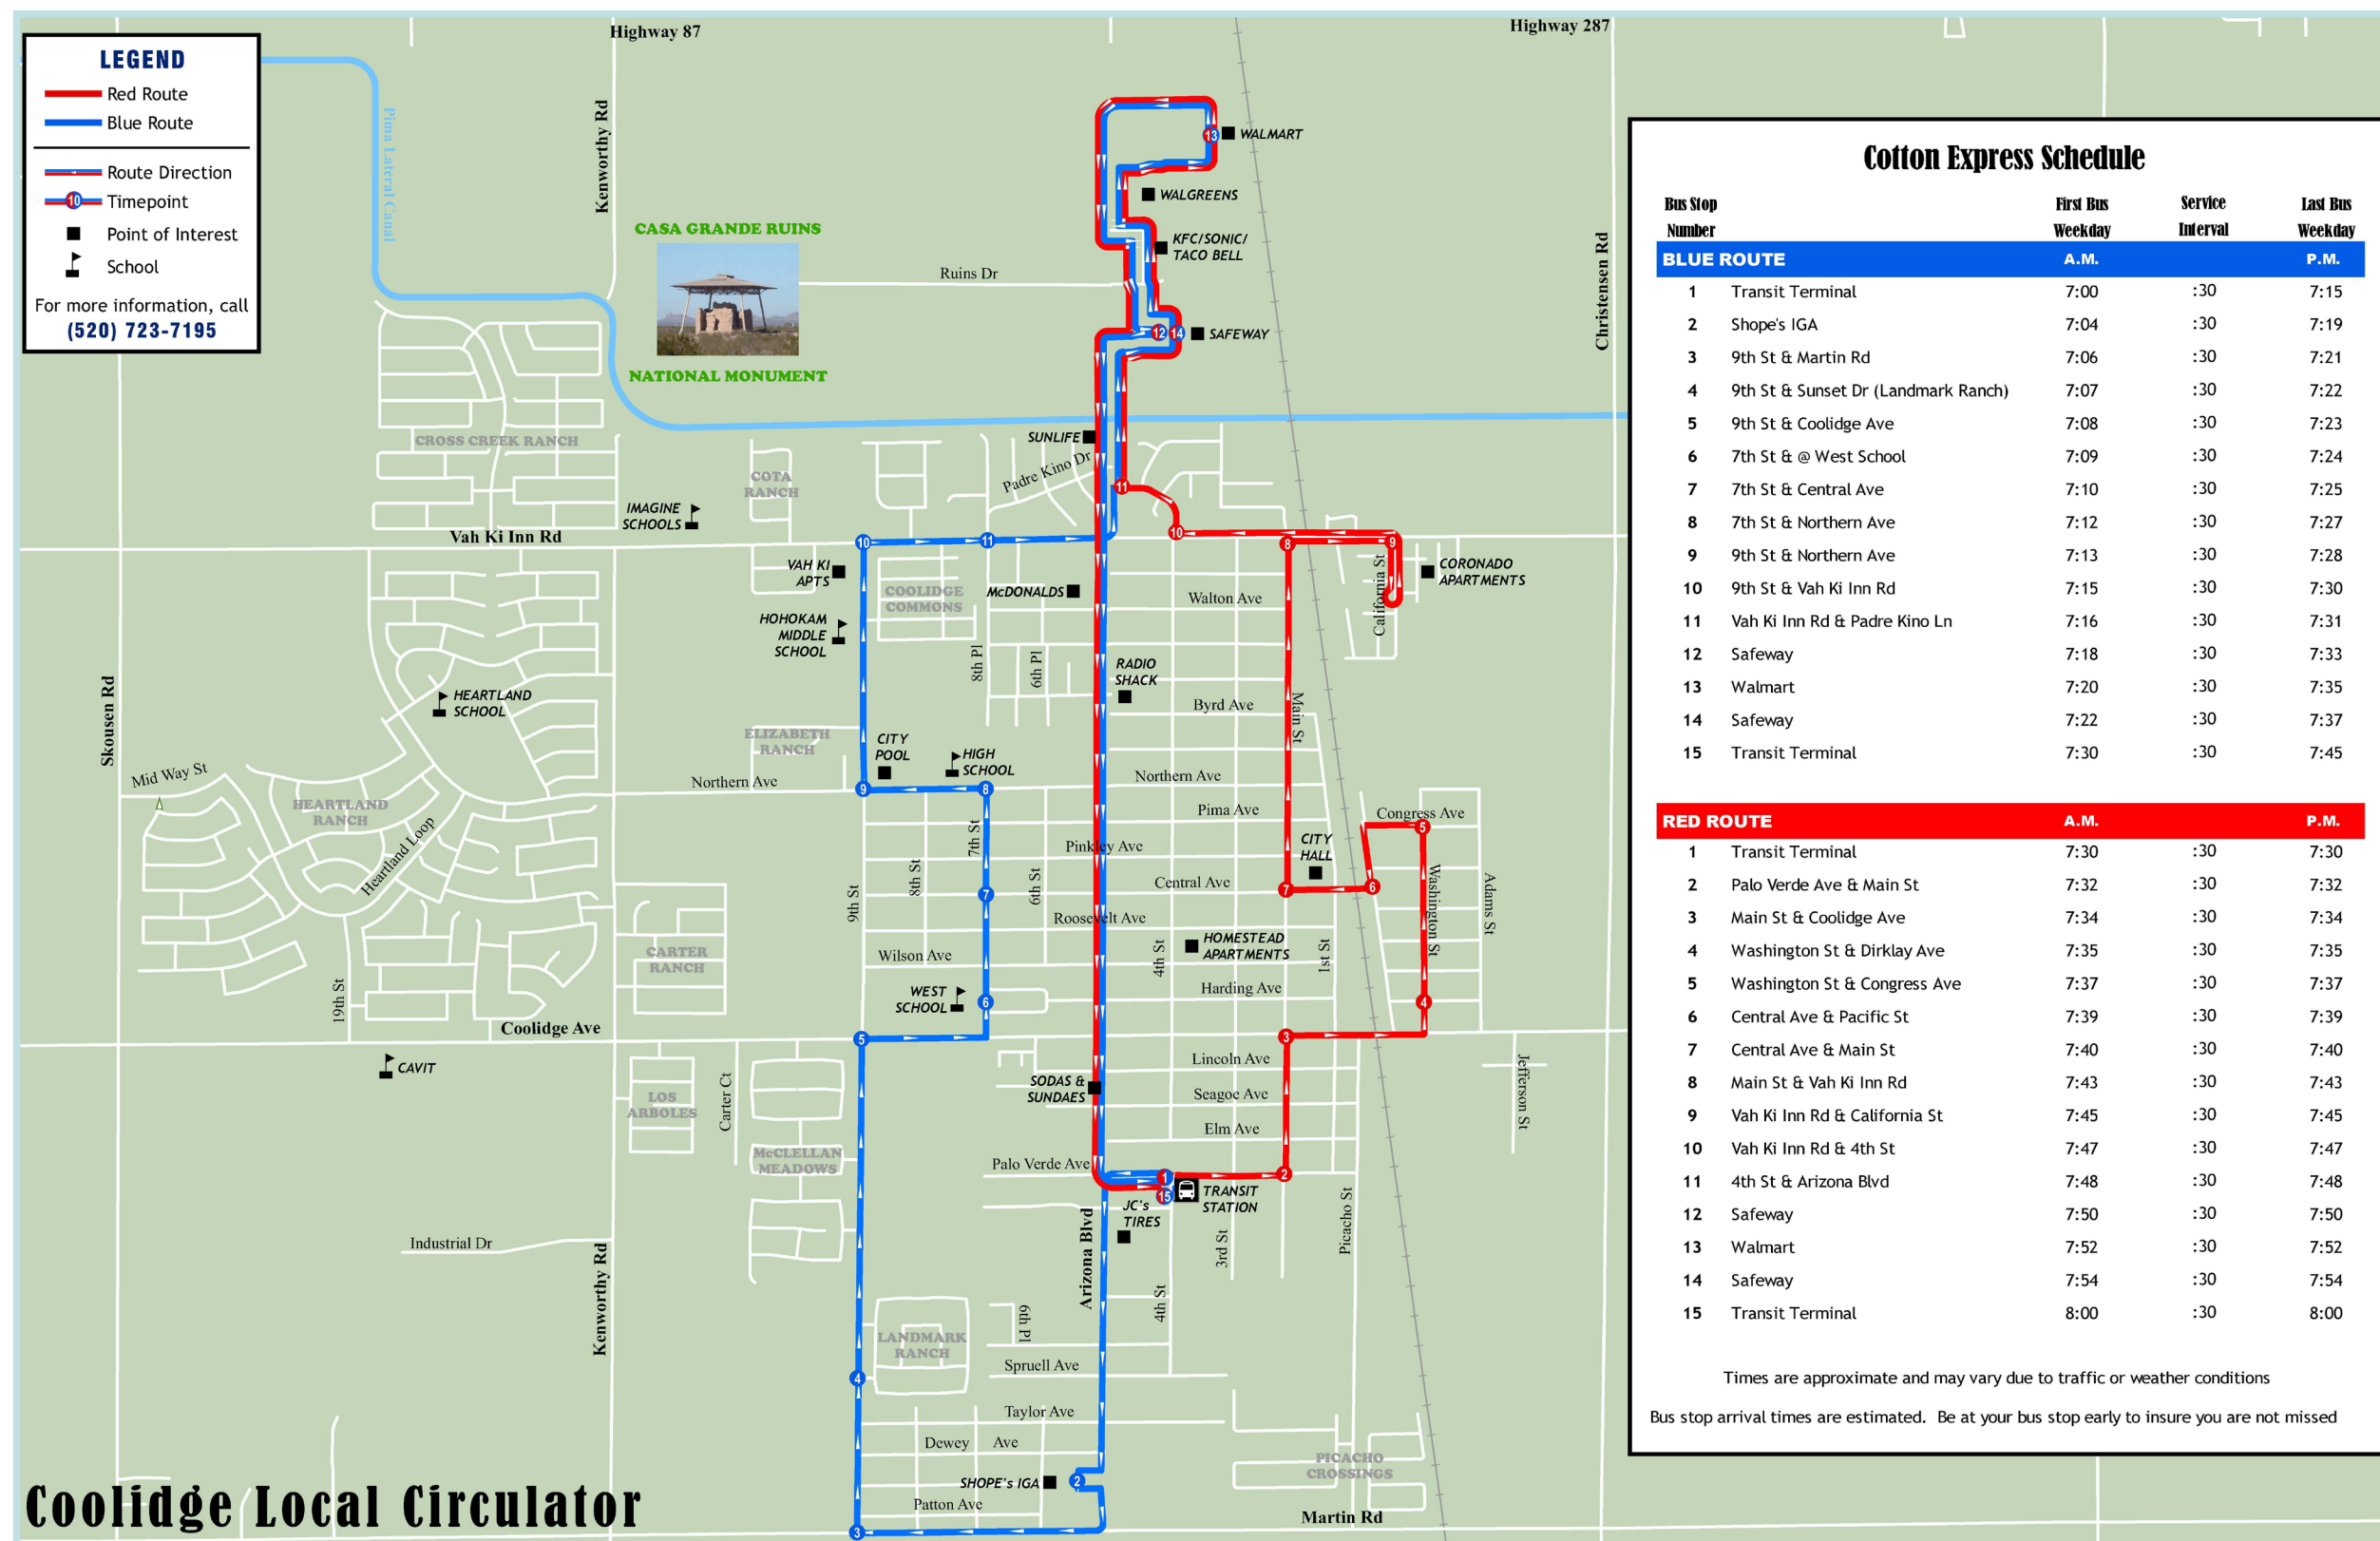 Highway 87
Highway 287
LEGEND
Red Route
Blue Route
Route Direction
10 Timepoint
Point of Interest
School
For more information, call
(520) 723-7195
Pima Lateral Canal
Kenworthy Rd
CASA GRANDE RUINS
NATIONAL MONUMENT
Ruins Dr
Christensen Rd
13
WALMART
WALGREENS
KFC/SONIC/
TACO BELL
12
14
SAFEWAY
SUNLIFE
Padre Kino Dr
CROSS CREEK RANCH
COTA
RANCH
IMAGINE
SCHOOLS
Vah Ki Inn Rd
10
11
11
10
8
9
VAH KI
APTS
COOLIDGE
COMMONS
McDONALDS
Walton Ave
California St
CORONADO
APARTMENTS
HOHOKAM
MIDDLE
SCHOOL
8th Pl
6th Pl
RADIO
SHACK
Byrd Ave
Main St
HEARTLAND
SCHOOL
Skousen Rd
ELIZABETH
RANCH
CITY
POOL
HIGH
SCHOOL
Mid Way St
Northern Ave
9
8
Northern Ave
HEARTLAND
RANCH
Heartland Loop
Pima Ave
Congress Ave
5
7th St
Pinkley Ave
CITY
HALL
9th St
8th St
7
6th St
Central Ave
7
6
Washington St
Adams St
Roosevelt Ave
CARTER
RANCH
Wilson Ave
4th St
HOMESTEAD
APARTMENTS
1st St
19th St
WEST
SCHOOL
6
Harding Ave
4
Coolidge Ave
5
3
CAVIT
Lincoln Ave
Jefferson St
LOS
ARBOLES
Carter Ct
SODAS &
SUNDAES
Seagoe Ave
McCLELLAN
MEADOWS
Elm Ave
Palo Verde Ave
1
15
2
TRANSIT
STATION
JC's
TIRES
Arizona Blvd
3rd St
Picacho St
Industrial Dr
Kenworthy Rd
4th St
6th Pl
LANDMARK
RANCH
Spruell Ave
4
Taylor Ave
Dewey Ave
SHOPE's IGA
2
PICACHO
CROSSINGS
Patton Ave
3
Martin Rd
Coolidge Local Circulator
Cotton Express Schedule
Bus Stop First Bus Service Last Bus
Number Weekday Interval Weekday
BLUE ROUTE A.M. P.M.
1 Transit Terminal 7:00 :30 7:15
2 Shope's IGA 7:04 :30 7:19
3 9th St & Martin Rd 7:06 :30 7:21
4 9th St & Sunset Dr (Landmark Ranch) 7:07 :30 7:22
5 9th St & Coolidge Ave 7:08 :30 7:23
6 7th St & @ West School 7:09 :30 7:24
7 7th St & Central Ave 7:10 :30 7:25
8 7th St & Northern Ave 7:12 :30 7:27
9 9th St & Northern Ave 7:13 :30 7:28
10 9th St & Vah Ki Inn Rd 7:15 :30 7:30
11 Vah Ki Inn Rd & Padre Kino Ln 7:16 :30 7:31
12 Safeway 7:18 :30 7:33
13 Walmart 7:20 :30 7:35
14 Safeway 7:22 :30 7:37
15 Transit Terminal 7:30 :30 7:45
RED ROUTE A.M. P.M.
1 Transit Terminal 7:30 :30 7:30
2 Palo Verde Ave & Main St 7:32 :30 7:32
3 Main St & Coolidge Ave 7:34 :30 7:34
4 Washington St & Dirklay Ave 7:35 :30 7:35
5 Washington St & Congress Ave 7:37 :30 7:37
6 Central Ave & Pacific St 7:39 :30 7:39
7 Central Ave & Main St 7:40 :30 7:40
8 Main St & Vah Ki Inn Rd 7:43 :30 7:43
9 Vah Ki Inn Rd & California St 7:45 :30 7:45
10 Vah Ki Inn Rd & 4th St 7:47 :30 7:47
11 4th St & Arizona Blvd 7:48 :30 7:48
12 Safeway 7:50 :30 7:50
13 Walmart 7:52 :30 7:52
14 Safeway 7:54 :30 7:54
15 Transit Terminal 8:00 :30 8:00
Times are approximate and may vary due to traffic or weather conditions
Bus stop arrival times are estimated. Be at your bus stop early to insure you are not missed